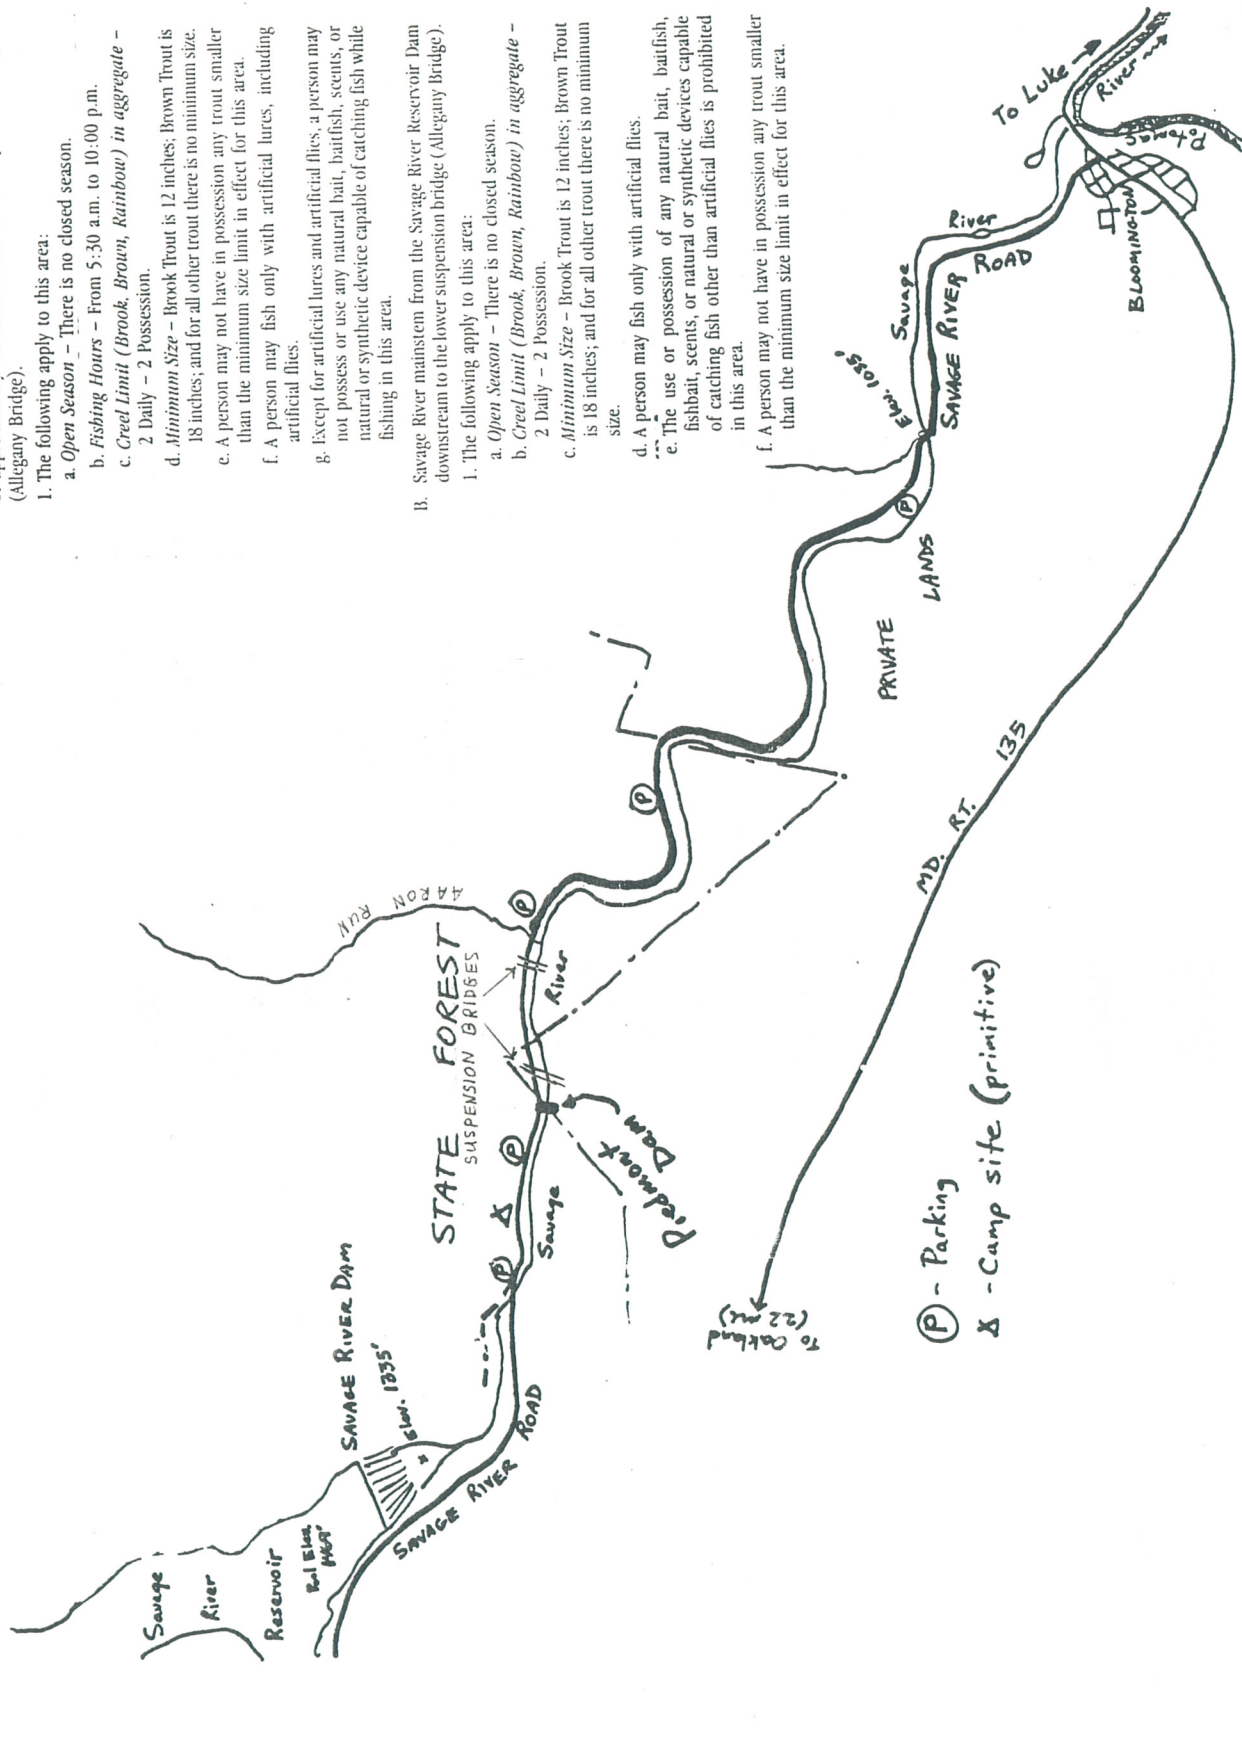 (Allegany Bridge).
1. The following apply to this area:
a. Open Season – There is no closed season.
b. Fishing Hours – From 5:30 a.m. to 10:00 p.m.
c. Creel Limit (Brook, Brown, Rainbow) in aggregate –
2 Daily – 2 Possession.
d. Minimum Size – Brook Trout is 12 inches; Brown Trout is
18 inches; and for all other trout there is no minimum size.
e. A person may not have in possession any trout smaller
than the minimum size limit in effect for this area.
f. A person may fish only with artificial lures, including
artificial flies.
g. Except for artificial lures and artificial flies, a person may
not possess or use any natural bait, baitfish, scents, or
natural or synthetic device capable of catching fish while
fishing in this area.
B. Savage River mainstem from the Savage River Reservoir Dam
downstream to the lower suspension bridge (Allegany Bridge).
1. The following apply to this area:
a. Open Season – There is no closed season.
b. Creel Limit (Brook, Brown, Rainbow) in aggregate –
2 Daily – 2 Possession.
c. Minimum Size – Brook Trout is 12 inches; Brown Trout
is 18 inches; and for all other trout there is no minimum
size.
d. A person may fish only with artificial flies.
e. The use or possession of any natural bait, baitfish,
fishbait, scents, or natural or synthetic devices capable
of catching fish other than artificial flies is prohibited
in this area.
f. A person may not have in possession any trout smaller
than the minimum size limit in effect for this area.
Savage
River
Reservoir
Pool Elev.
SAVAGE RIVER DAM
Elev. 1335'
SAVAGE RIVER ROAD
STATE FOREST
SUSPENSION BRIDGES
AARON RUN
P
P
P
P
P
Savage
River
Piedmont
Dam
PRIVATE
LANDS
Elev. 1035'
Savage
River
SAVAGE RIVER
ROAD
BLOOMINGTON
To Luke
River
Potomac
MD. RT. 135
To Oakland
(22 mi)
P - Parking
- Camp site (primitive)